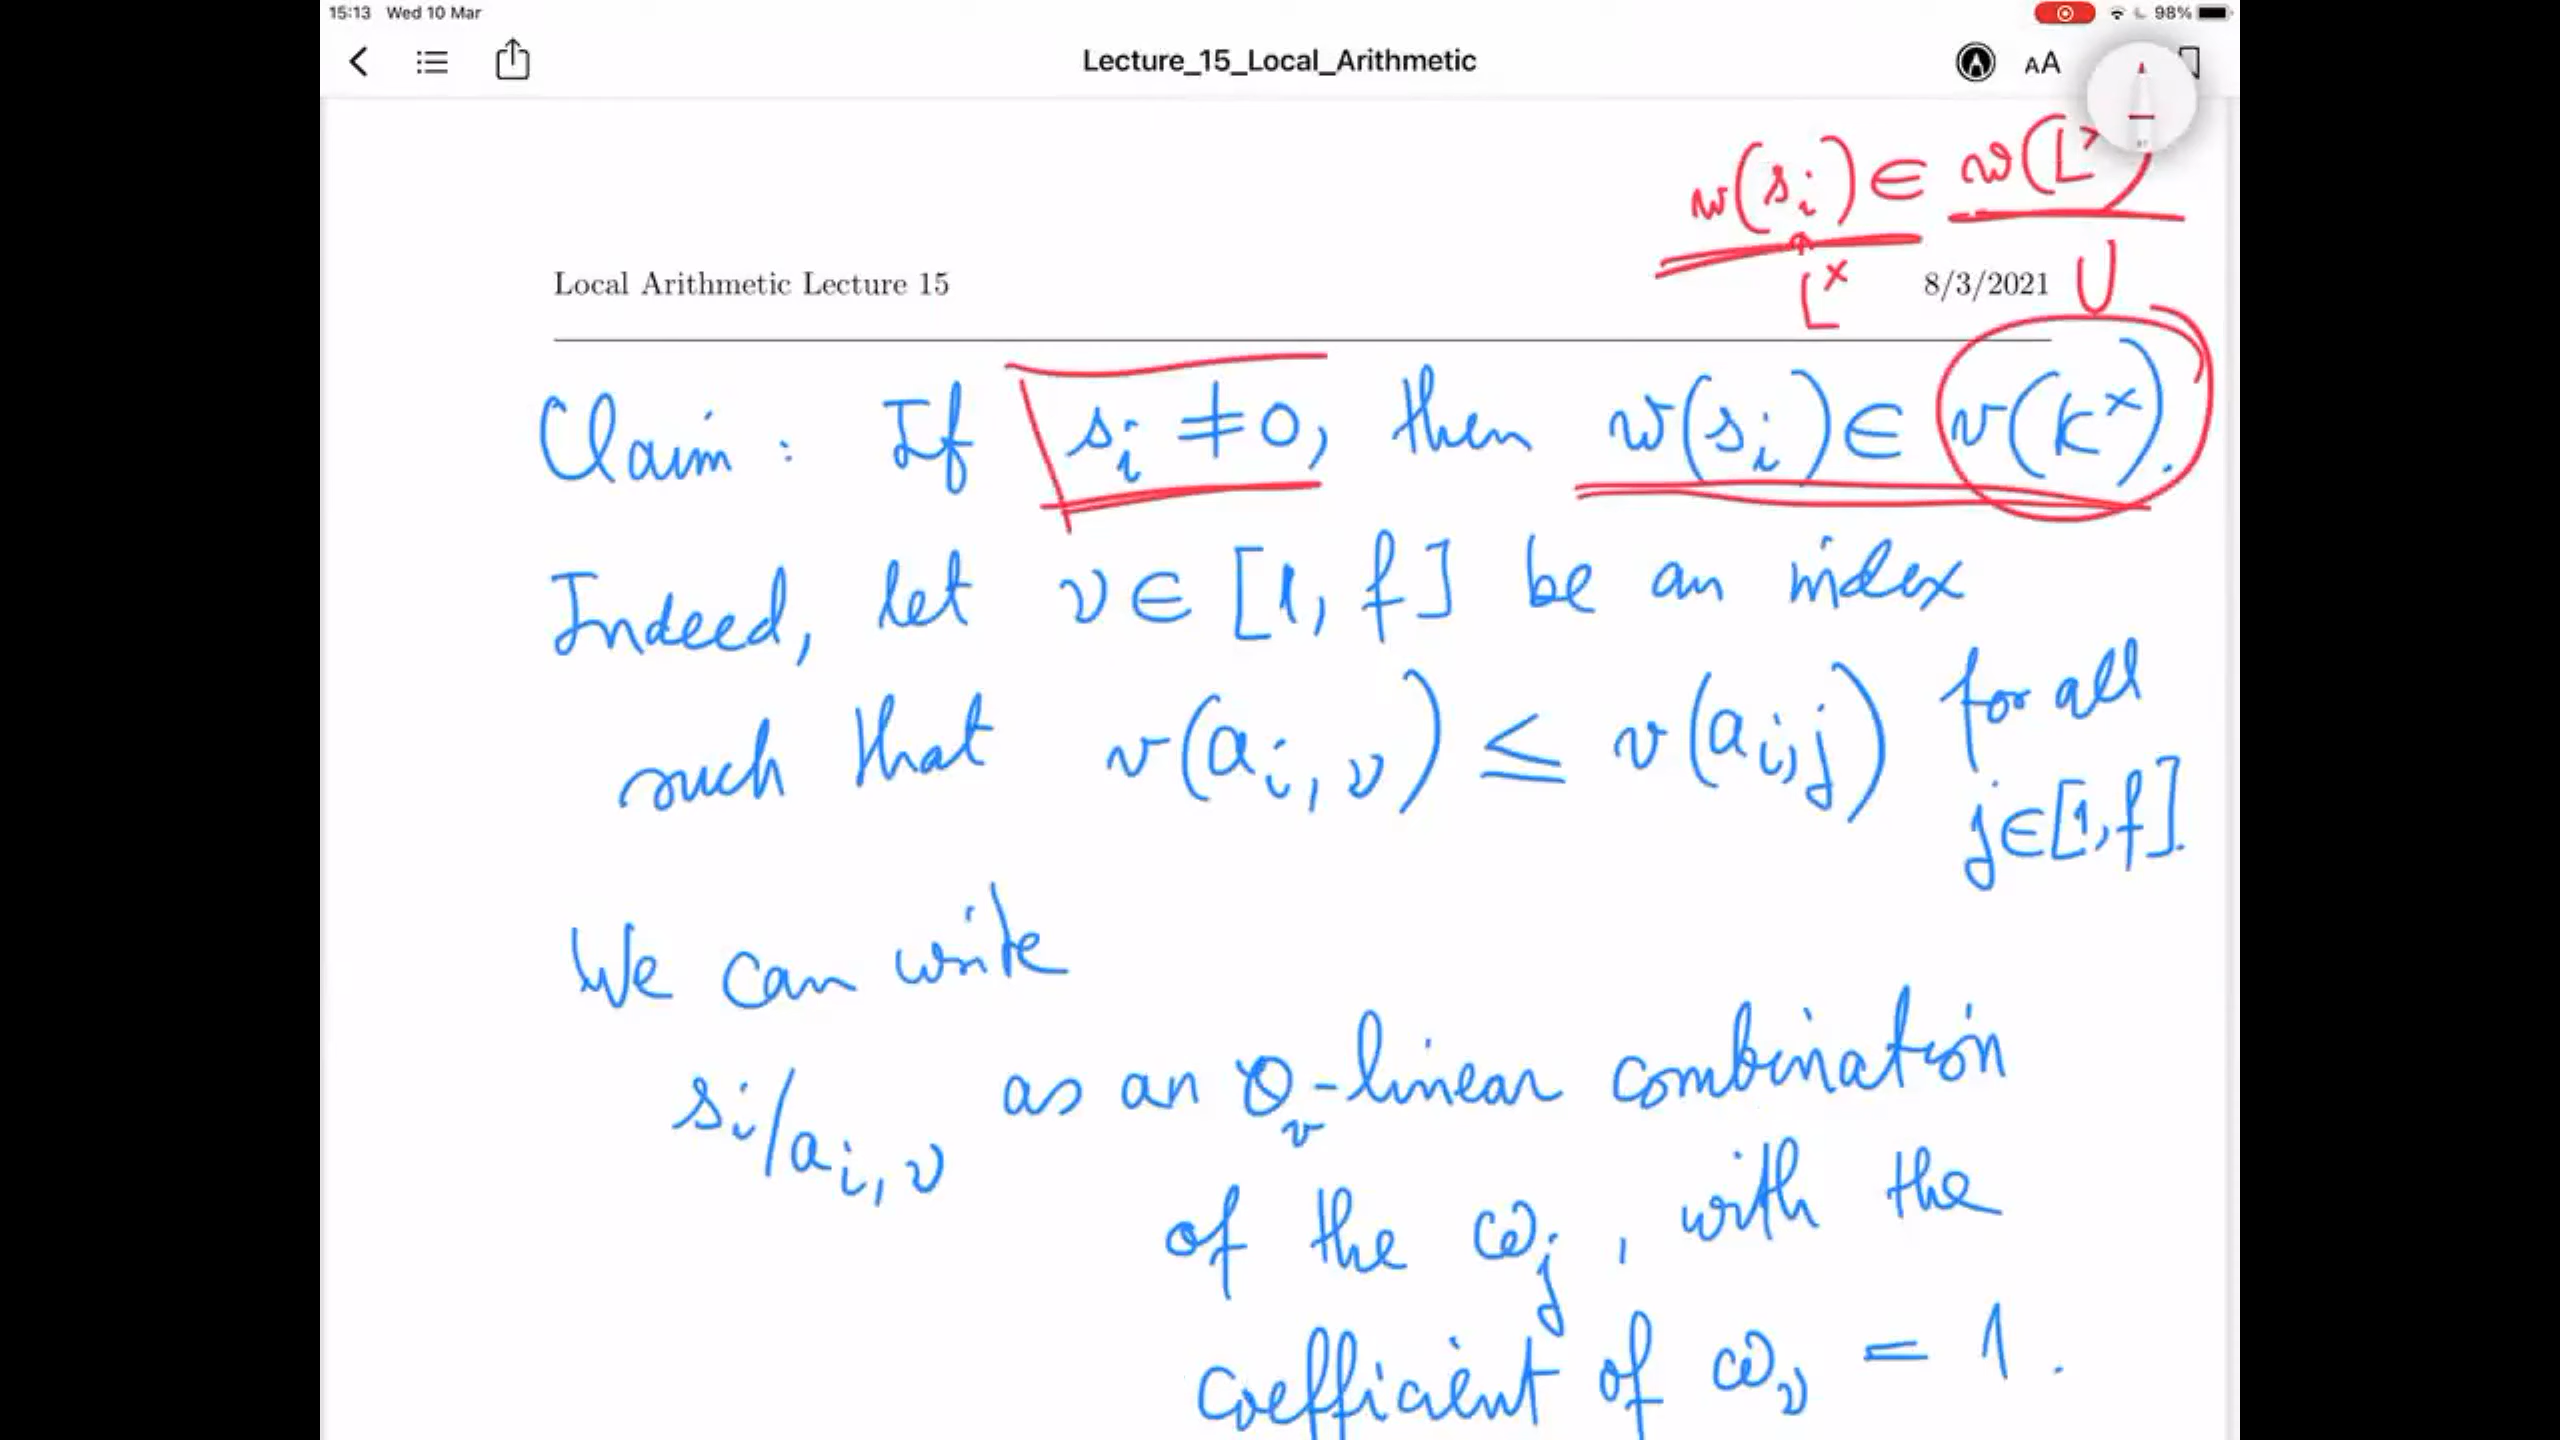 15:13 Wed 10 Mar
98%
Lecture_15_Local_Arithmetic
AA
w(s_i) ∈ w(L^×)
∪
L^×
Local Arithmetic Lecture 15
8/3/2021
Claim: If s_i ≠ 0, then w(s_i) ∈ v(K^×).
Indeed, let ν ∈ [1, f] be an index
such that v(a_{i,ν}) ≤ v(a_{i,j}) for all
j ∈ [1, f].
We can write
s_i/a_{i,ν} as an O_v-linear combination
of the ω_j, with the
coefficient of ω_ν = 1.